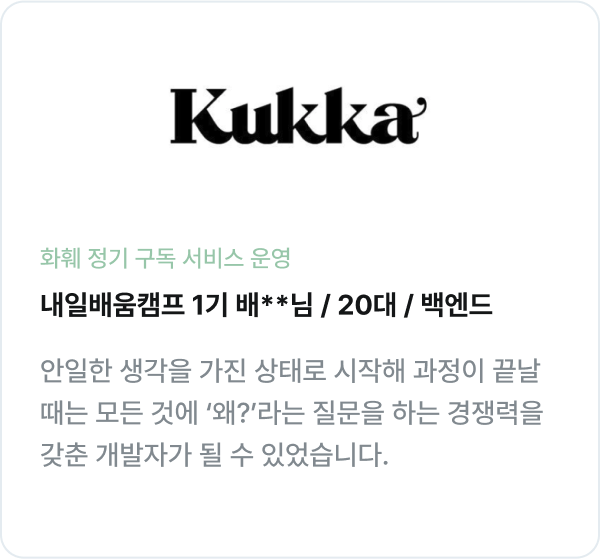 Kukka
화훼 정기 구독 서비스 운영
내일배움캠프 1기 배**님 / 20대 / 백엔드
안일한 생각을 가진 상태로 시작해 과정이 끝날
때는 모든 것에 ‘왜?’라는 질문을 하는 경쟁력을
갖춘 개발자가 될 수 있었습니다.